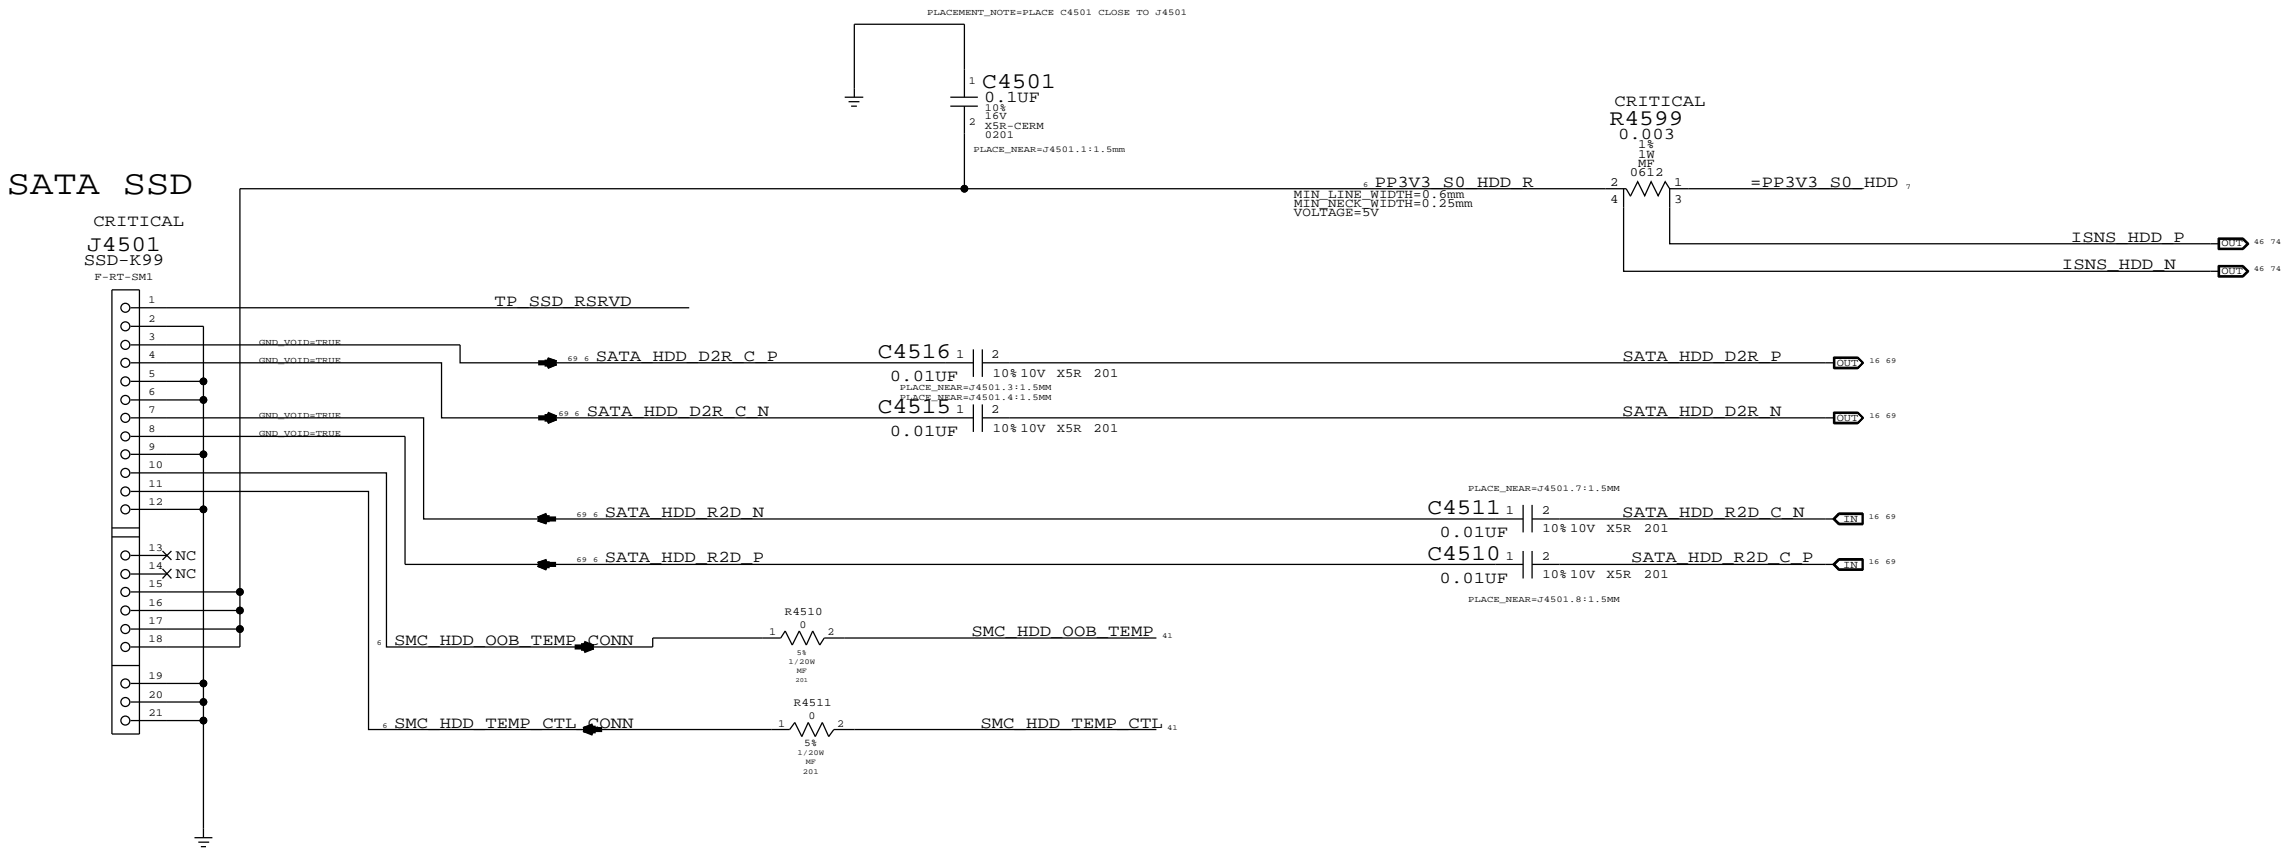 PLACEMENT_NOTE=PLACE C4501 CLOSE TO J4501
1 C4501
0.1UF
10%
16V
2 X5R-CERM
0201
PLACE_NEAR=J4501.1:1.5mm
CRITICAL
R4599
0.003
1%
1W
MF
0612
SATA SSD
6 PP3V3_S0_HDD_R 2 1 =PP3V3_S0_HDD 7
MIN_LINE_WIDTH=0.6mm
MIN_NECK_WIDTH=0.25mm
VOLTAGE=5V
4 3
CRITICAL
J4501
SSD-K99
F-RT-SM1
ISNS_HDD_P OUT 46 74
ISNS_HDD_N OUT 46 74
1 TP_SSD_RSRVD
2
3 GND_VOID=TRUE
69 6 SATA_HDD_D2R_C_P C4516 1 2 SATA_HDD_D2R_P OUT 16 69
4 GND_VOID=TRUE
0.01UF 10% 10V X5R 201
PLACE_NEAR=J4501.3:1.5MM
PLACE_NEAR=J4501.4:1.5MM
5
6
7 GND_VOID=TRUE
69 6 SATA_HDD_D2R_C_N C4515 1 2 SATA_HDD_D2R_N OUT 16 69
0.01UF 10% 10V X5R 201
8 GND_VOID=TRUE
9
10
11
12
PLACE_NEAR=J4501.7:1.5MM
69 6 SATA_HDD_R2D_N C4511 1 2 SATA_HDD_R2D_C_N IN 16 69
0.01UF 10% 10V X5R 201
13 NC
14 NC
69 6 SATA_HDD_R2D_P C4510 1 2 SATA_HDD_R2D_C_P IN 16 69
0.01UF 10% 10V X5R 201
PLACE_NEAR=J4501.8:1.5MM
15
16
17
18
R4510
0
6 SMC_HDD_OOB_TEMP_CONN 1 2 SMC_HDD_OOB_TEMP 41
5%
1/20W
MF
201
19
20
21
R4511
0
6 SMC_HDD_TEMP_CTL_CONN 1 2 SMC_HDD_TEMP_CTL 41
5%
1/20W
MF
201